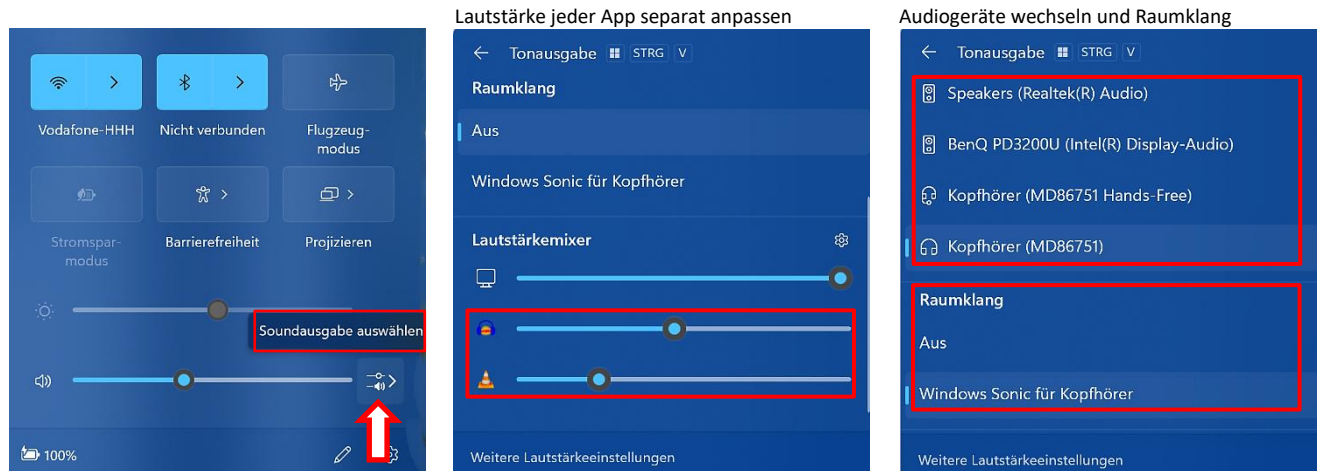 Lautstärke jeder App separat anpassen
Audiogeräte wechseln und Raumklang
Vodafone-HHH
Nicht verbunden
Flugzeug-
modus
Stromspar-
modus
Barrierefreiheit
Projizieren
Soundausgabe auswählen
100%
Tonausgabe STRG V
Raumklang
Aus
Windows Sonic für Kopfhörer
Lautstärkemixer
Weitere Lautstärkeeinstellungen
Tonausgabe STRG V
Speakers (Realtek(R) Audio)
BenQ PD3200U (Intel(R) Display-Audio)
Kopfhörer (MD86751 Hands-Free)
Kopfhörer (MD86751)
Raumklang
Aus
Windows Sonic für Kopfhörer
Weitere Lautstärkeeinstellungen